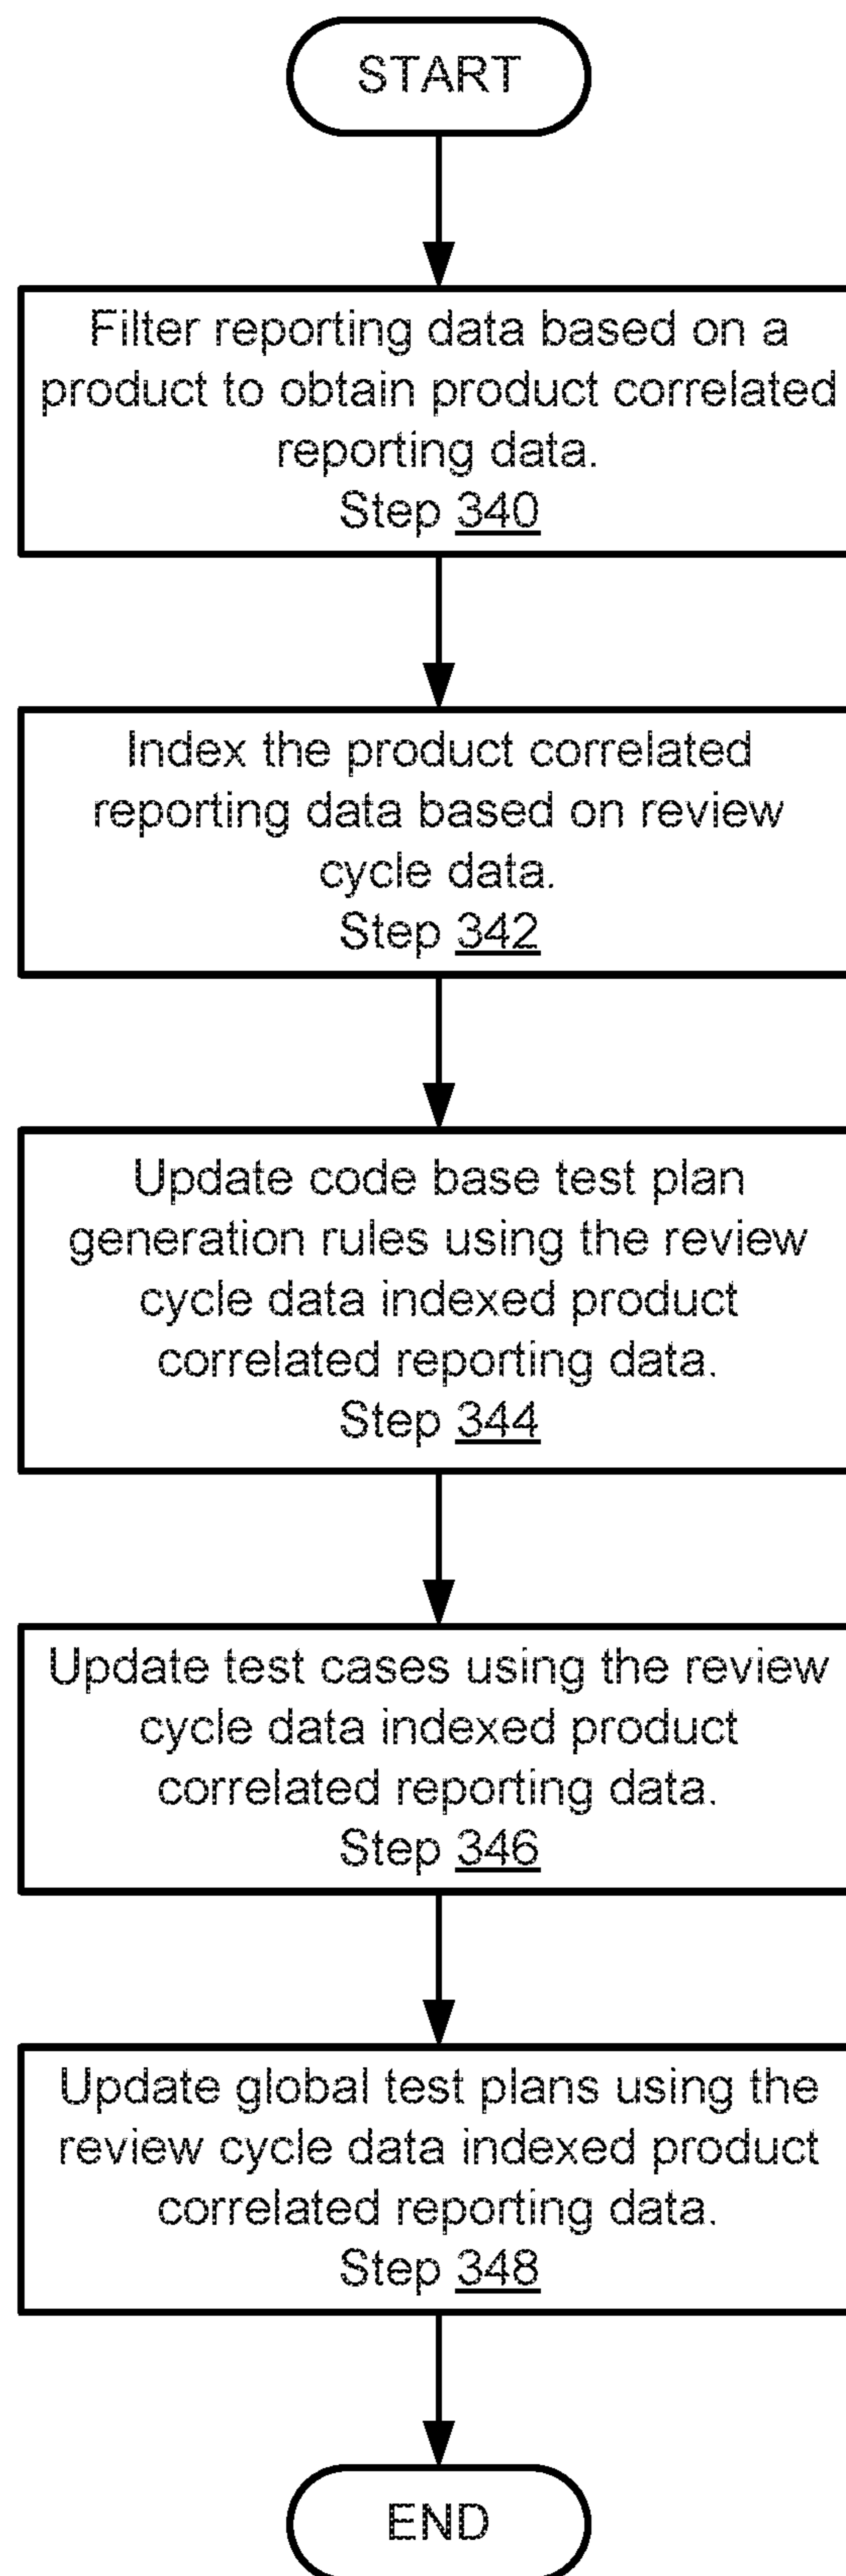 START
Filter reporting data based on a
product to obtain product correlated
reporting data.
Step 340
Index the product correlated
reporting data based on review
cycle data.
Step 342
Update code base test plan
generation rules using the review
cycle data indexed product
correlated reporting data.
Step 344
Update test cases using the review
cycle data indexed product
correlated reporting data.
Step 346
Update global test plans using the
review cycle data indexed product
correlated reporting data.
Step 348
END